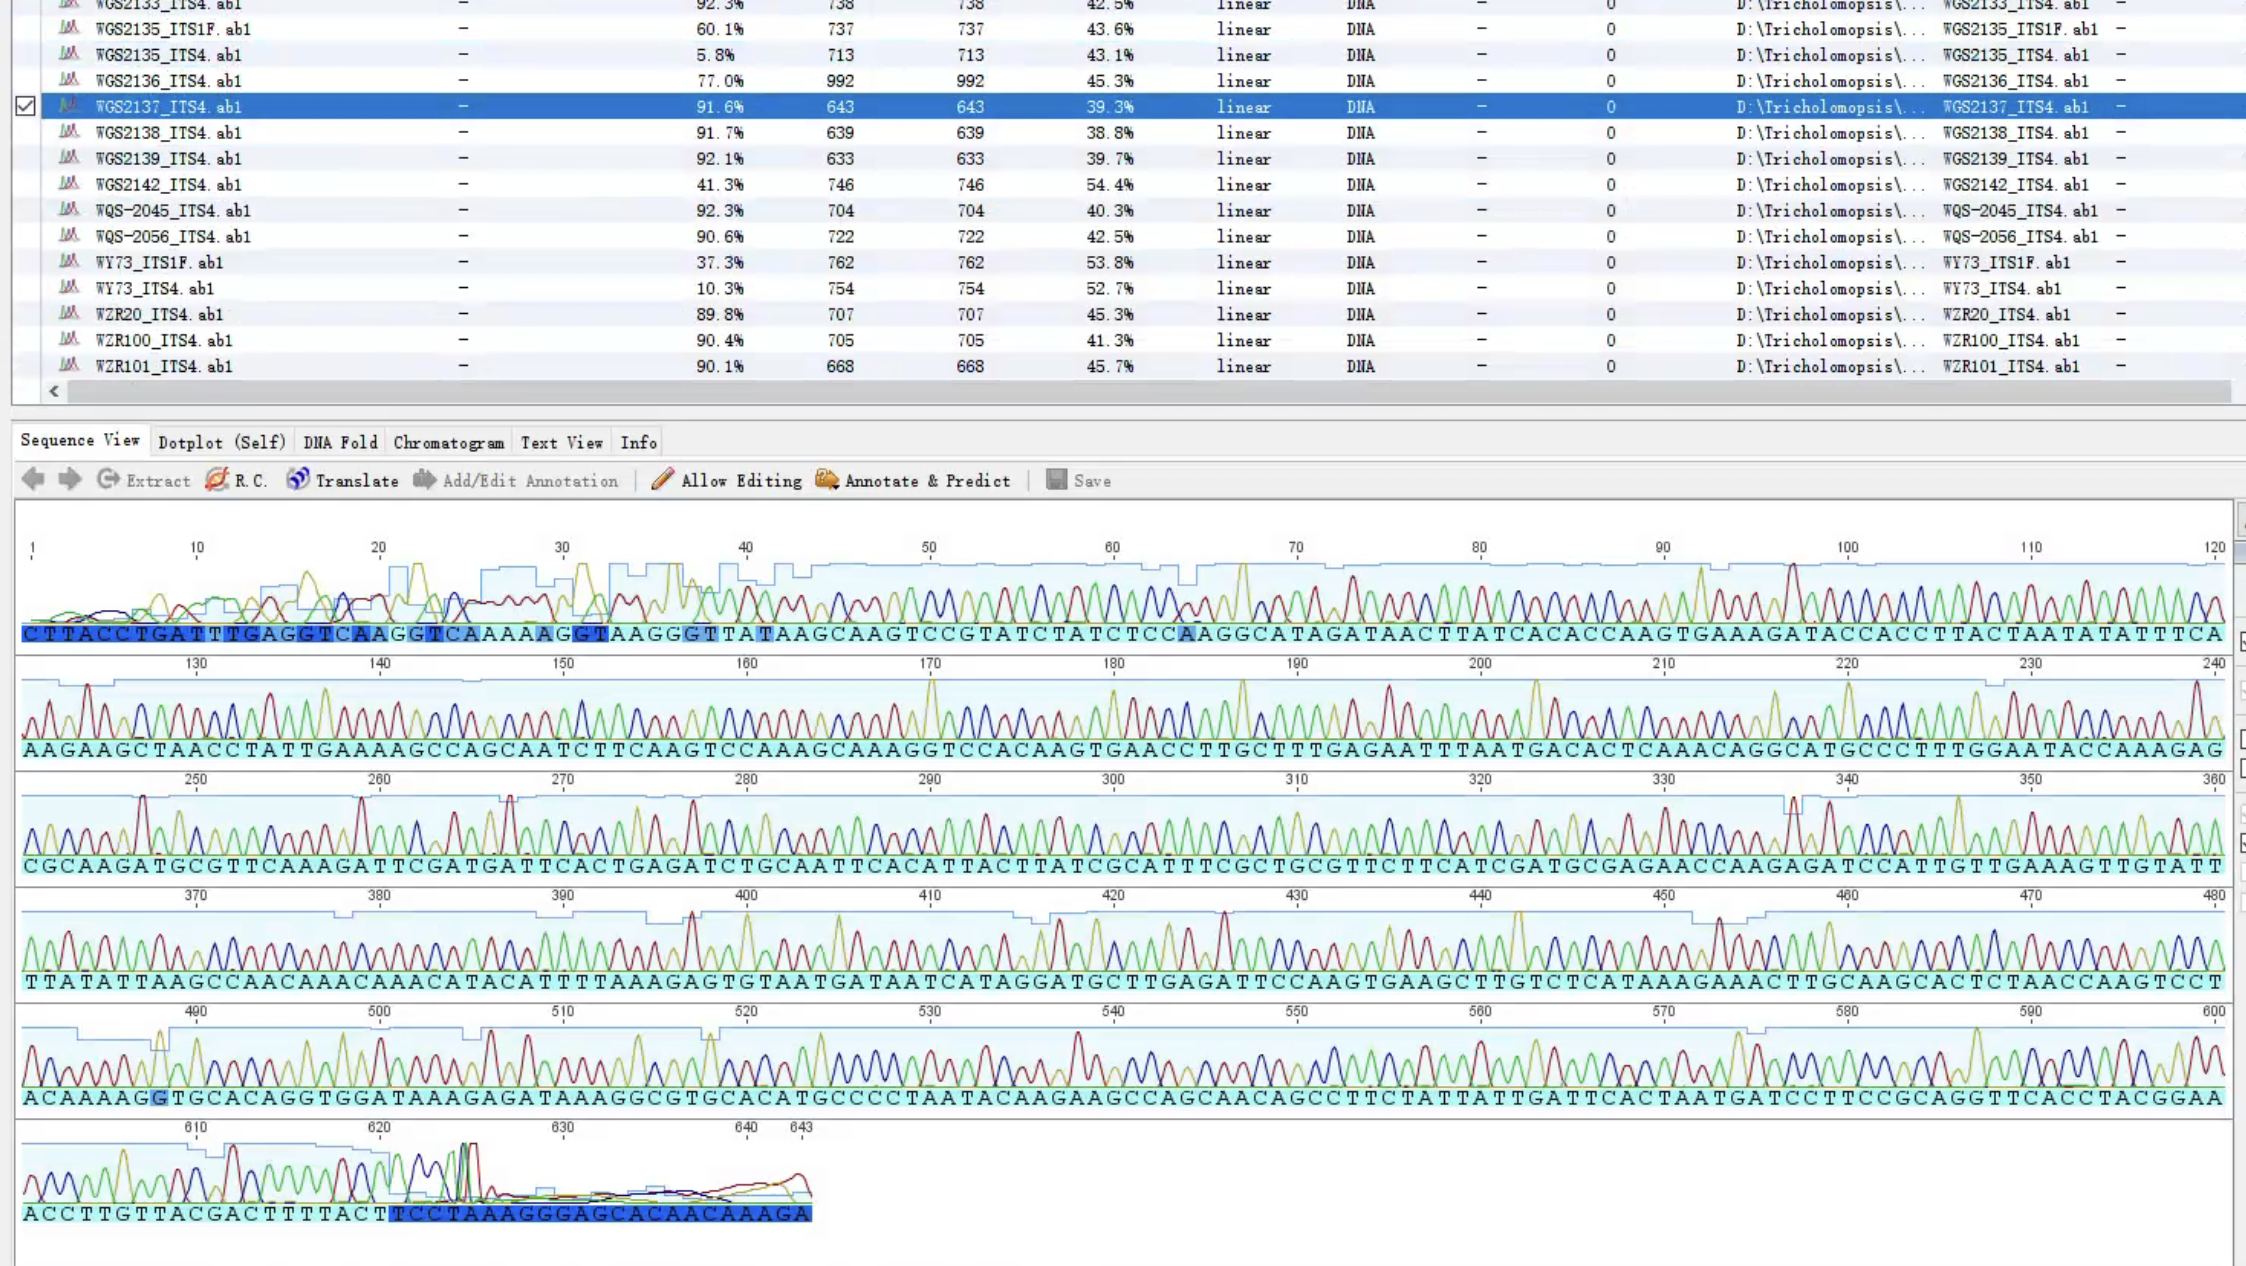 WGS2133_ITS4.ab1 – 92.3% 738 738 42.5% linear DNA – 0 D:\Tricholomopsis\... WGS2133_ITS4.ab1 –
WGS2135_ITS1F.ab1 – 60.1% 737 737 43.6% linear DNA – 0 D:\Tricholomopsis\... WGS2135_ITS1F.ab1 –
WGS2135_ITS4.ab1 – 5.8% 713 713 43.1% linear DNA – 0 D:\Tricholomopsis\... WGS2135_ITS4.ab1 –
WGS2136_ITS4.ab1 – 77.0% 992 992 45.3% linear DNA – 0 D:\Tricholomopsis\... WGS2136_ITS4.ab1 –
WGS2137_ITS4.ab1 – 91.6% 643 643 39.3% linear DNA – 0 D:\Tricholomopsis\... WGS2137_ITS4.ab1 –
WGS2138_ITS4.ab1 – 91.7% 639 639 38.8% linear DNA – 0 D:\Tricholomopsis\... WGS2138_ITS4.ab1 –
WGS2139_ITS4.ab1 – 92.1% 633 633 39.7% linear DNA – 0 D:\Tricholomopsis\... WGS2139_ITS4.ab1 –
WGS2142_ITS4.ab1 – 41.3% 746 746 54.4% linear DNA – 0 D:\Tricholomopsis\... WGS2142_ITS4.ab1 –
WQS-2045_ITS4.ab1 – 92.3% 704 704 40.3% linear DNA – 0 D:\Tricholomopsis\... WQS-2045_ITS4.ab1 –
WQS-2056_ITS4.ab1 – 90.6% 722 722 42.5% linear DNA – 0 D:\Tricholomopsis\... WQS-2056_ITS4.ab1 –
WY73_ITS1F.ab1 – 37.3% 762 762 53.8% linear DNA – 0 D:\Tricholomopsis\... WY73_ITS1F.ab1 –
WY73_ITS4.ab1 – 10.3% 754 754 52.7% linear DNA – 0 D:\Tricholomopsis\... WY73_ITS4.ab1 –
WZR20_ITS4.ab1 – 89.8% 707 707 45.3% linear DNA – 0 D:\Tricholomopsis\... WZR20_ITS4.ab1 –
WZR100_ITS4.ab1 – 90.4% 705 705 41.3% linear DNA – 0 D:\Tricholomopsis\... WZR100_ITS4.ab1 –
WZR101_ITS4.ab1 – 90.1% 668 668 45.7% linear DNA – 0 D:\Tricholomopsis\... WZR101_ITS4.ab1 –
Sequence View Dotplot (Self) DNA Fold Chromatogram Text View Info
Extract R.C. Translate Add/Edit Annotation Allow Editing Annotate & Predict Save
1 10 20 30 40 50 60 70 80 90 100 110 120
CTTACCTGATTTGAGGTCAAGGTCAAAAAGGTAAGGGTTATAAGCAAGTCCGTATCTATCTCCAAGGCATAGATAACTTATCACACCAAGTGAAAGATACCACCTTACTAATATATTTCA
130 140 150 160 170 180 190 200 210 220 230 240
AAGAAGCTAACCTATTGAAAAGCCAGCAATCTTCAAGTCCAAAGCAAAGGTCCACAAGTGAACCTTGCTTTGAGAATTTAATGACACTCAAACAGGCATGCCCTTTGGAATACCAAAGAG
250 260 270 280 290 300 310 320 330 340 350 360
CGCAAGATGCGTTCAAAGATTCGATGATTCACTGAGATCTGCAATTCACATTACTTATCGCATTTCGCTGCGTTCTTCATCGATGCGAGAACCAAGAGATCCATTGTTGAAAGTTGTATT
370 380 390 400 410 420 430 440 450 460 470 480
TTATATTAAGCCAACAAACAAACATACATTTTAAAGAGTGTAATGATAATCATAGGATGCTTGAGATTCCAAGTGAAGCTTGTCTCATAAAGAAACTTGCAAGCACTCTAACCAAGTCCT
490 500 510 520 530 540 550 560 570 580 590 600
ACAAAAGGTGCACAGGTGGATAAAGAGATAAAGGCGTGCACATGCCCCTAATACAAGAAGCCAGCAACAGCCTTCTATTATTGATTCACTAATGATCCTTCCGCAGGTTCACCTACGGAA
610 620 630 640 643
ACCTTGTTACGACTTTTACTTCCTAAAGGGAGCACAACAAAGA